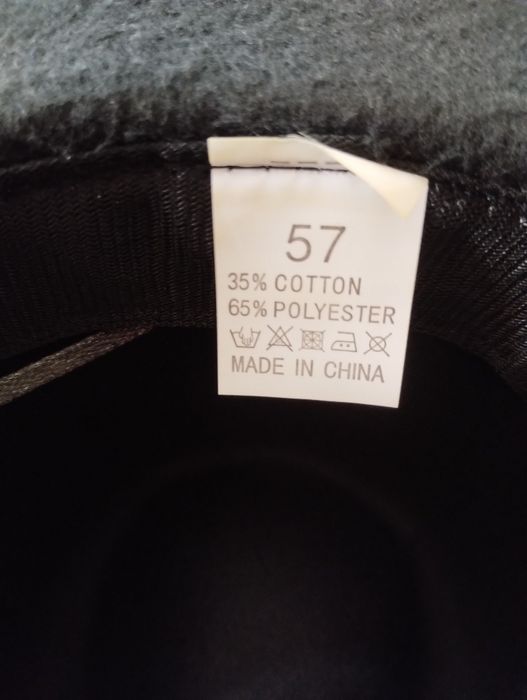 57
35% COTTON
65% POLYESTER
MADE IN CHINA